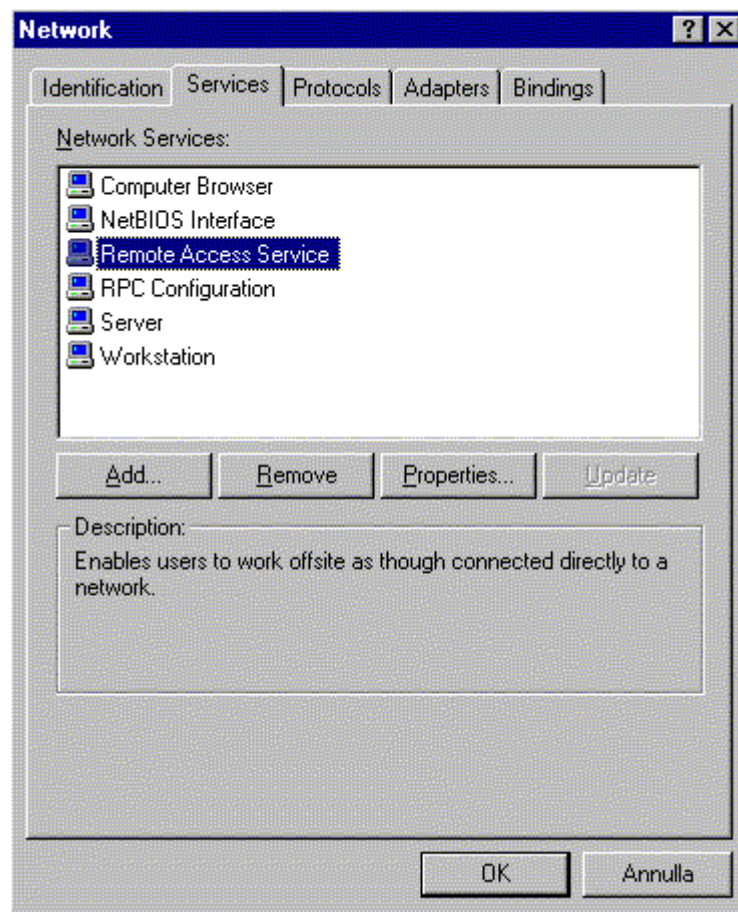 Network
Identification Services Protocols Adapters Bindings
Network Services:
Computer Browser
NetBIOS Interface
Remote Access Service
RPC Configuration
Server
Workstation
Add... Remove Properties... Update
Description:
Enables users to work offsite as though connected directly to a
network.
OK Annulla